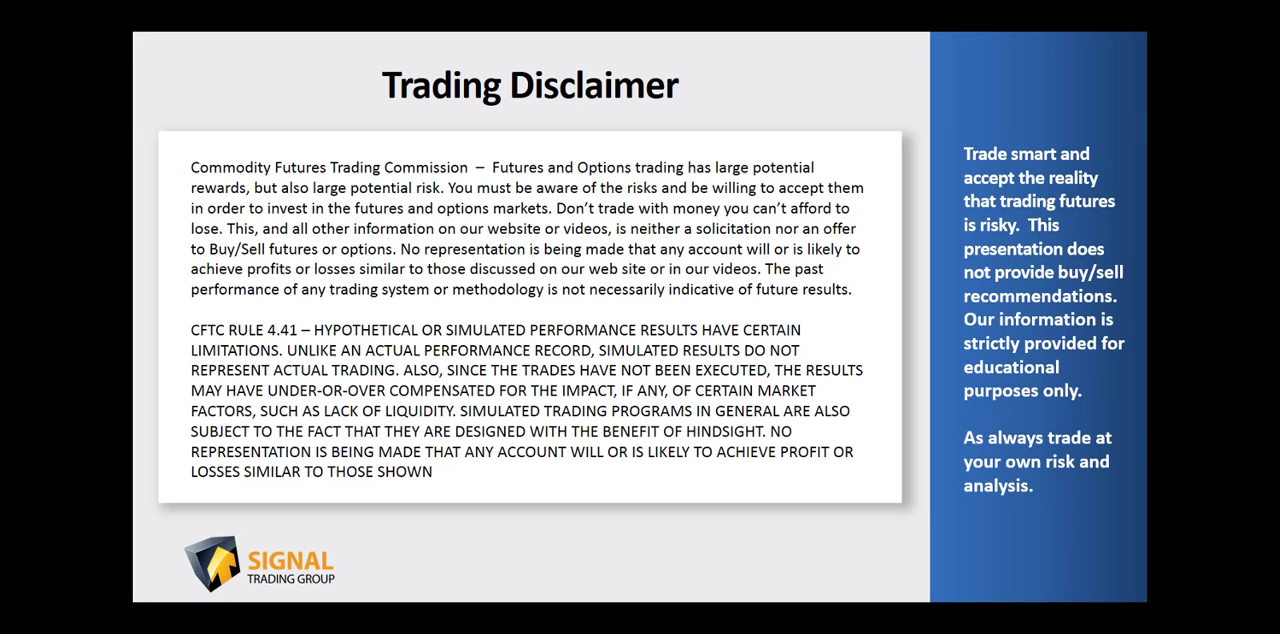 Trading Disclaimer
Commodity Futures Trading Commission – Futures and Options trading has large potential
rewards, but also large potential risk. You must be aware of the risks and be willing to accept them
in order to invest in the futures and options markets. Don’t trade with money you can’t afford to
lose. This, and all other information on our website or videos, is neither a solicitation nor an offer
to Buy/Sell futures or options. No representation is being made that any account will or is likely to
achieve profits or losses similar to those discussed on our web site or in our videos. The past
performance of any trading system or methodology is not necessarily indicative of future results.
CFTC RULE 4.41 – HYPOTHETICAL OR SIMULATED PERFORMANCE RESULTS HAVE CERTAIN
LIMITATIONS. UNLIKE AN ACTUAL PERFORMANCE RECORD, SIMULATED RESULTS DO NOT
REPRESENT ACTUAL TRADING. ALSO, SINCE THE TRADES HAVE NOT BEEN EXECUTED, THE RESULTS
MAY HAVE UNDER-OR-OVER COMPENSATED FOR THE IMPACT, IF ANY, OF CERTAIN MARKET
FACTORS, SUCH AS LACK OF LIQUIDITY. SIMULATED TRADING PROGRAMS IN GENERAL ARE ALSO
SUBJECT TO THE FACT THAT THEY ARE DESIGNED WITH THE BENEFIT OF HINDSIGHT. NO
REPRESENTATION IS BEING MADE THAT ANY ACCOUNT WILL OR IS LIKELY TO ACHIEVE PROFIT OR
LOSSES SIMILAR TO THOSE SHOWN
SIGNAL
TRADING GROUP
Trade smart and
accept the reality
that trading futures
is risky. This
presentation does
not provide buy/sell
recommendations.
Our information is
strictly provided for
educational
purposes only.
As always trade at
your own risk and
analysis.